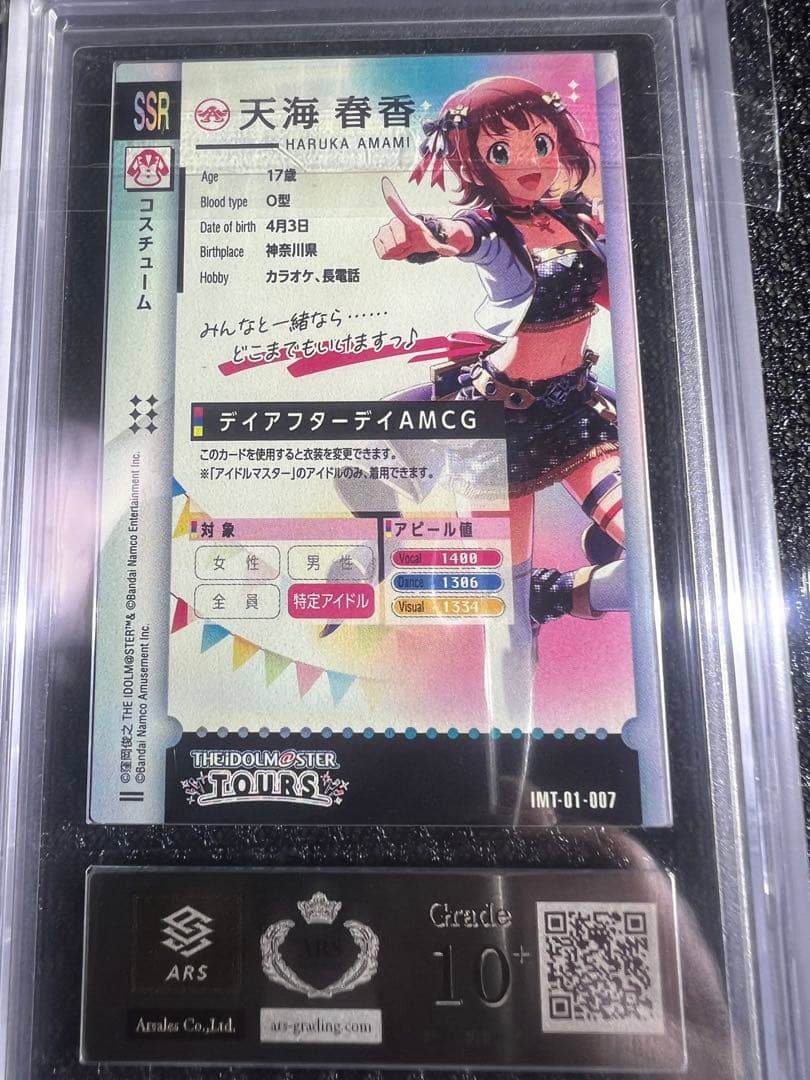 SSR
コスチューム
天海 春香
HARUKA AMAMI
Age 17歳
Blood type O型
Date of birth 4月3日
Birthplace 神奈川県
Hobby カラオケ、長電話
みんなと一緒なら……
どこまでもいけますっ♪
デイアフターデイAMCG
このカードを使用すると衣装を変更できます。
※「アイドルマスター」のアイドルのみ、着用できます。
対象
女性 男性
全員 特定アイドル
アピール値
Vocal 1400
Dance 1306
Visual 1334
©窪岡俊之 THE IDOLM@STER™& ©Bandai Namco Entertainment Inc.
©Bandai Namco Amusement Inc.
THE IDOLM@STER
TOURS
IMT-01-007
ARS
Arsales Co.,Ltd.
ARS
ars-grading.com
Grade
10+